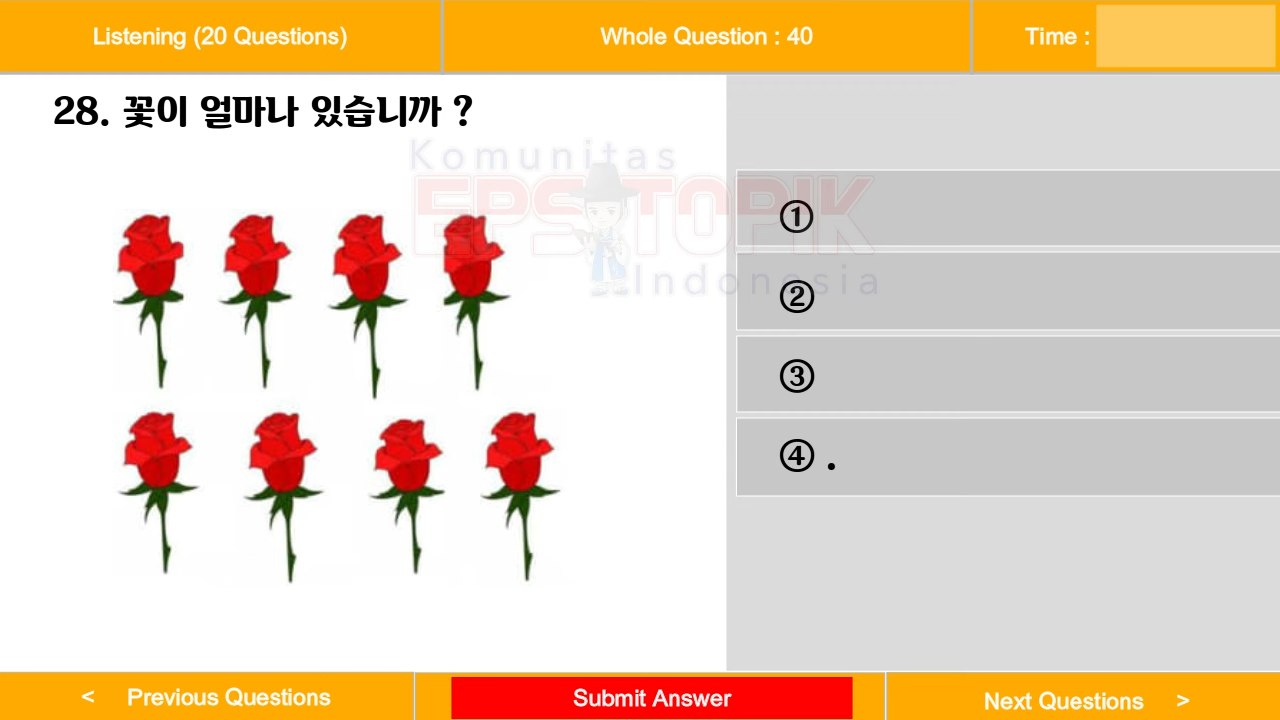 Listening (20 Questions)
Whole Question : 40
Time :
28. 꽃이 얼마나 있습니까 ?
Komunitas
EPS TOPIK
Indonesia
①
②
③
④ .
< Previous Questions
Submit Answer
Next Questions >